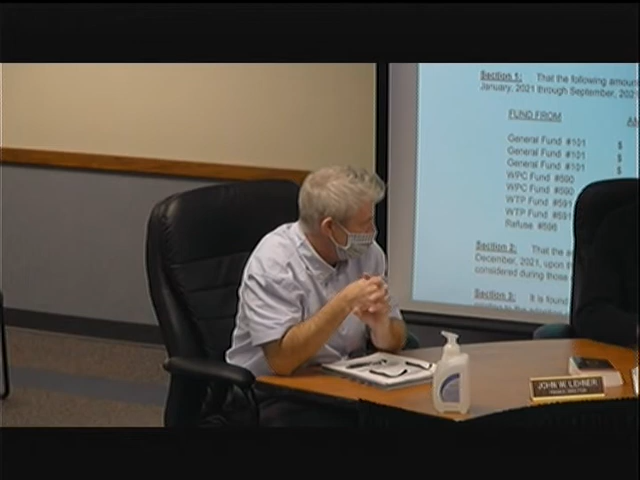 Section 1: That the following amount
January, 2021 through September, 202
FUND FROM
General Fund #101 $
General Fund #101 $
General Fund #101 $
WPC Fund #590 $
WPC Fund #590
WTP Fund #591
WTP Fund #591
Refuse #596
Section 2: That the
December, 2021, upon
considered during those
Section 3: It is found
JOHN W. LEHNER